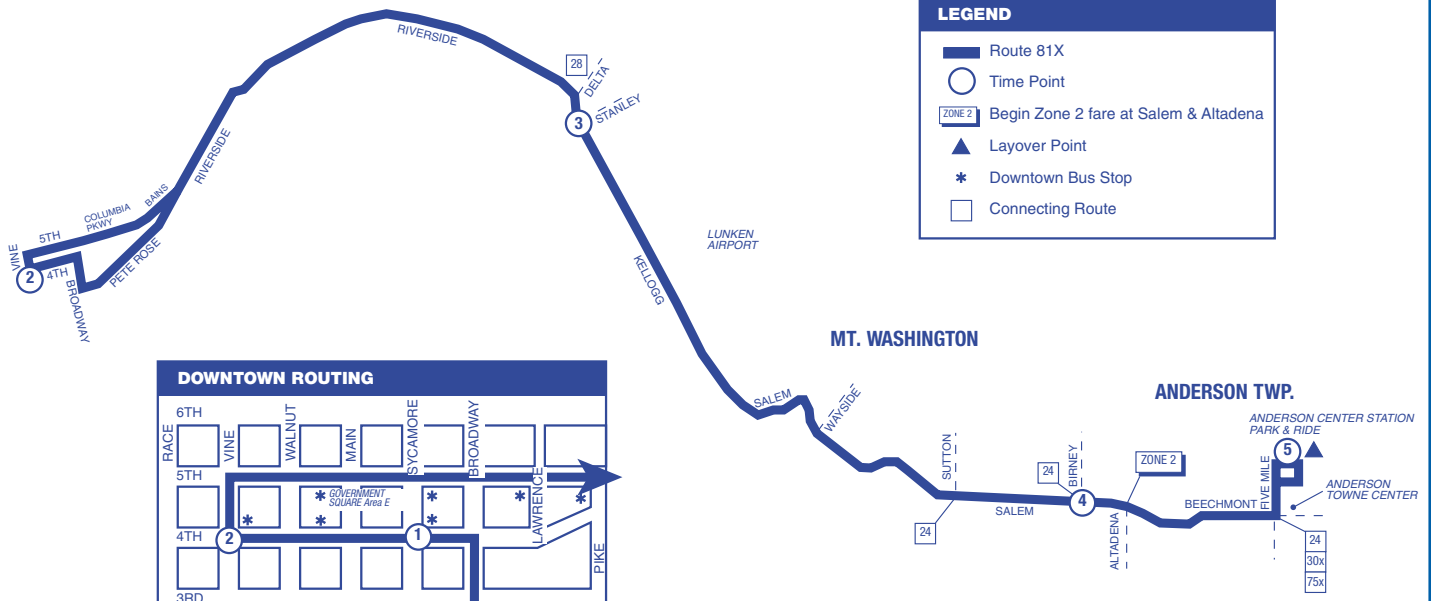 LEGEND
Route 81X
Time Point
ZONE 2 Begin Zone 2 fare at Salem & Altadena
Layover Point
* Downtown Bus Stop
Connecting Route
RIVERSIDE
28
DELTA
3
STANLEY
RIVERSIDE
BAINS
COLUMBIA
PKWY
5TH
VINE
2
4TH
PETE ROSE
BROADWAY
LUNKEN
AIRPORT
KELLOGG
MT. WASHINGTON
SALEM
WAYSIDE
SUTTON
24
SALEM
24
BIRNEY
4
ZONE 2
ALTADENA
BEECHMONT
ANDERSON TWP.
ANDERSON CENTER STATION
PARK & RIDE
5
FIVE MILE
ANDERSON
TOWNE CENTER
24
30x
75x
DOWNTOWN ROUTING
6TH
RACE
VINE
WALNUT
MAIN
SYCAMORE
BROADWAY
5TH
* GOVERNMENT
SQUARE Area E
* * *
* * *
LAWRENCE
4TH
2
1
PIKE
3RD